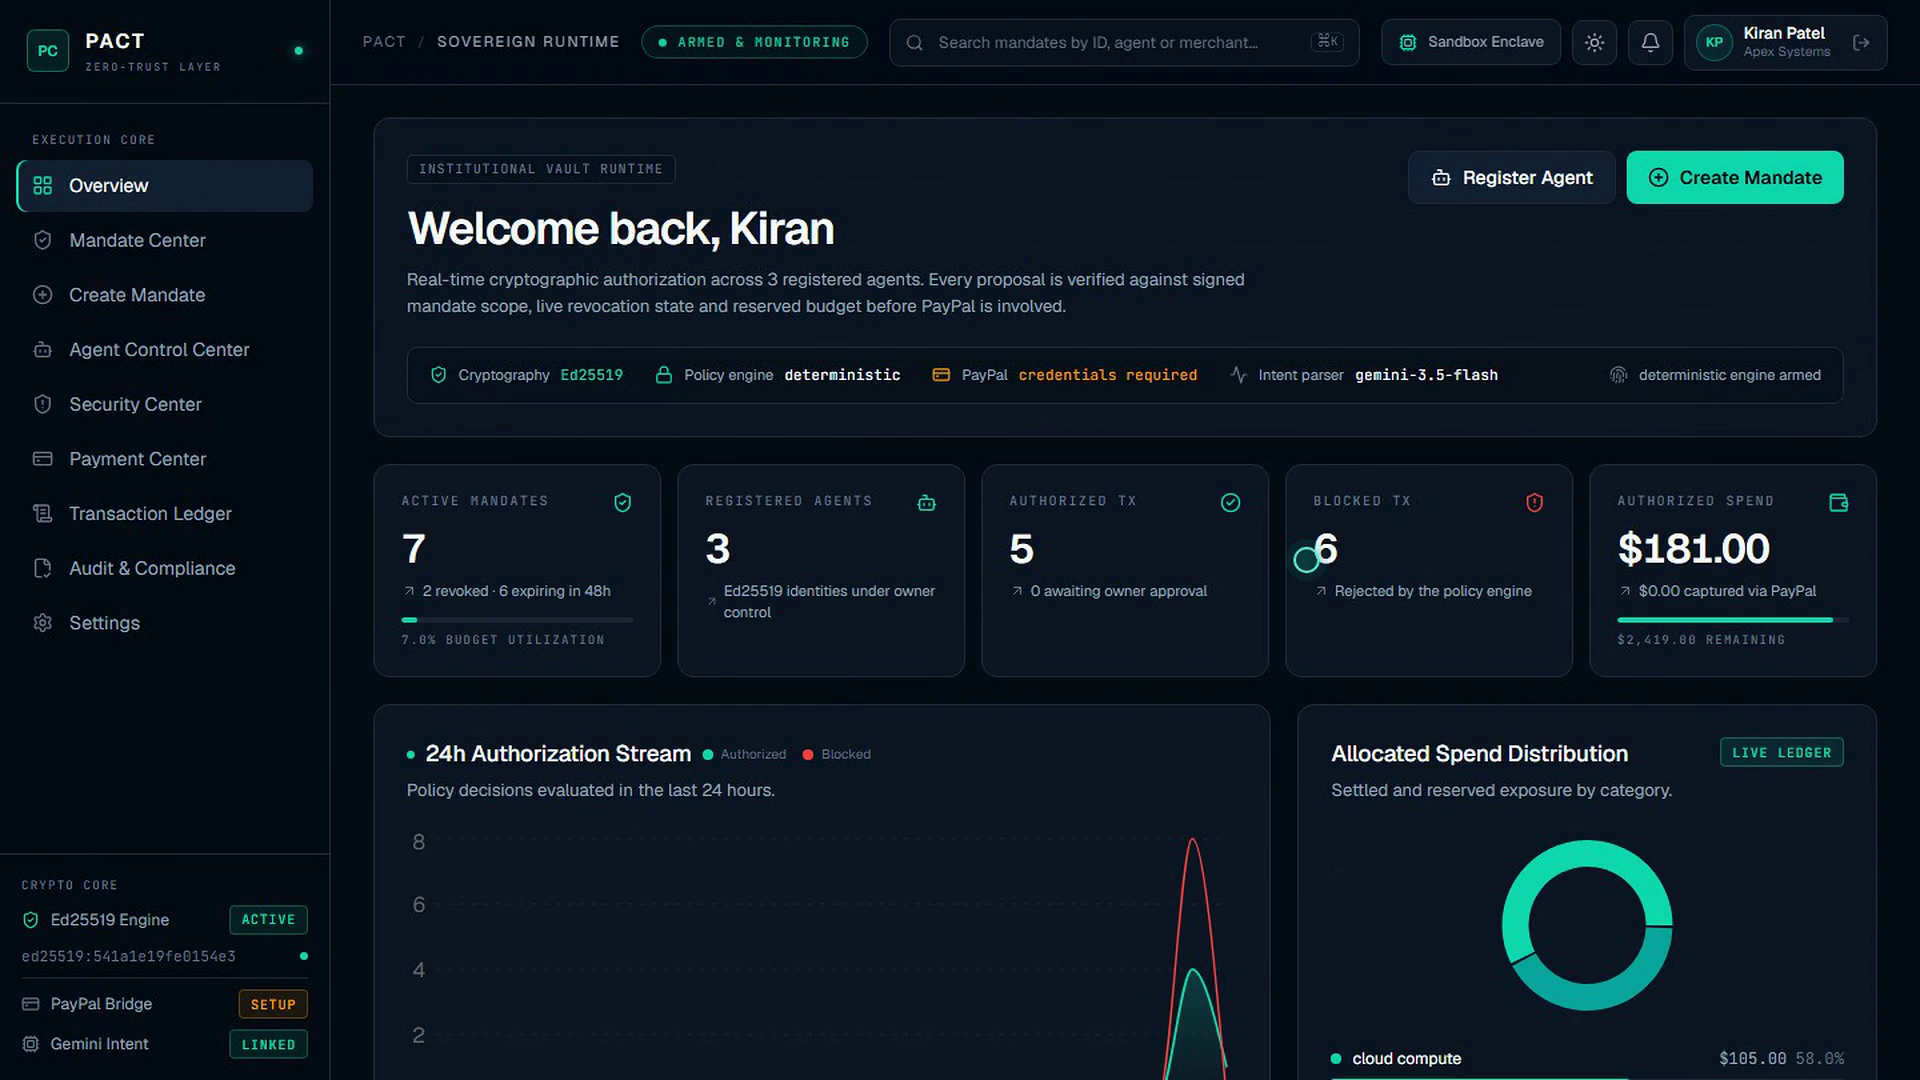 PC
PACT
ZERO-TRUST LAYER
PACT / SOVEREIGN RUNTIME
ARMED & MONITORING
Search mandates by ID, agent or merchant...
⌘K
Sandbox Enclave
KP
Kiran Patel
Apex Systems
EXECUTION CORE
Overview
Mandate Center
Create Mandate
Agent Control Center
Security Center
Payment Center
Transaction Ledger
Audit & Compliance
Settings
CRYPTO CORE
Ed25519 Engine ACTIVE
ed25519:541a1e19fe0154e3
PayPal Bridge SETUP
Gemini Intent LINKED
INSTITUTIONAL VAULT RUNTIME
Register Agent
Create Mandate
Welcome back, Kiran
Real-time cryptographic authorization across 3 registered agents. Every proposal is verified against signed
mandate scope, live revocation state and reserved budget before PayPal is involved.
Cryptography Ed25519 Policy engine deterministic PayPal credentials required Intent parser gemini-3.5-flash deterministic engine armed
ACTIVE MANDATES
7
2 revoked · 6 expiring in 48h
7.0% BUDGET UTILIZATION
REGISTERED AGENTS
3
Ed25519 identities under owner
control
AUTHORIZED TX
5
0 awaiting owner approval
BLOCKED TX
6
Rejected by the policy engine
AUTHORIZED SPEND
$181.00
$0.00 captured via PayPal
$2,419.00 REMAINING
24h Authorization Stream Authorized Blocked
Policy decisions evaluated in the last 24 hours.
8
6
4
2
Allocated Spend Distribution LIVE LEDGER
Settled and reserved exposure by category.
cloud compute $105.00 58.0%